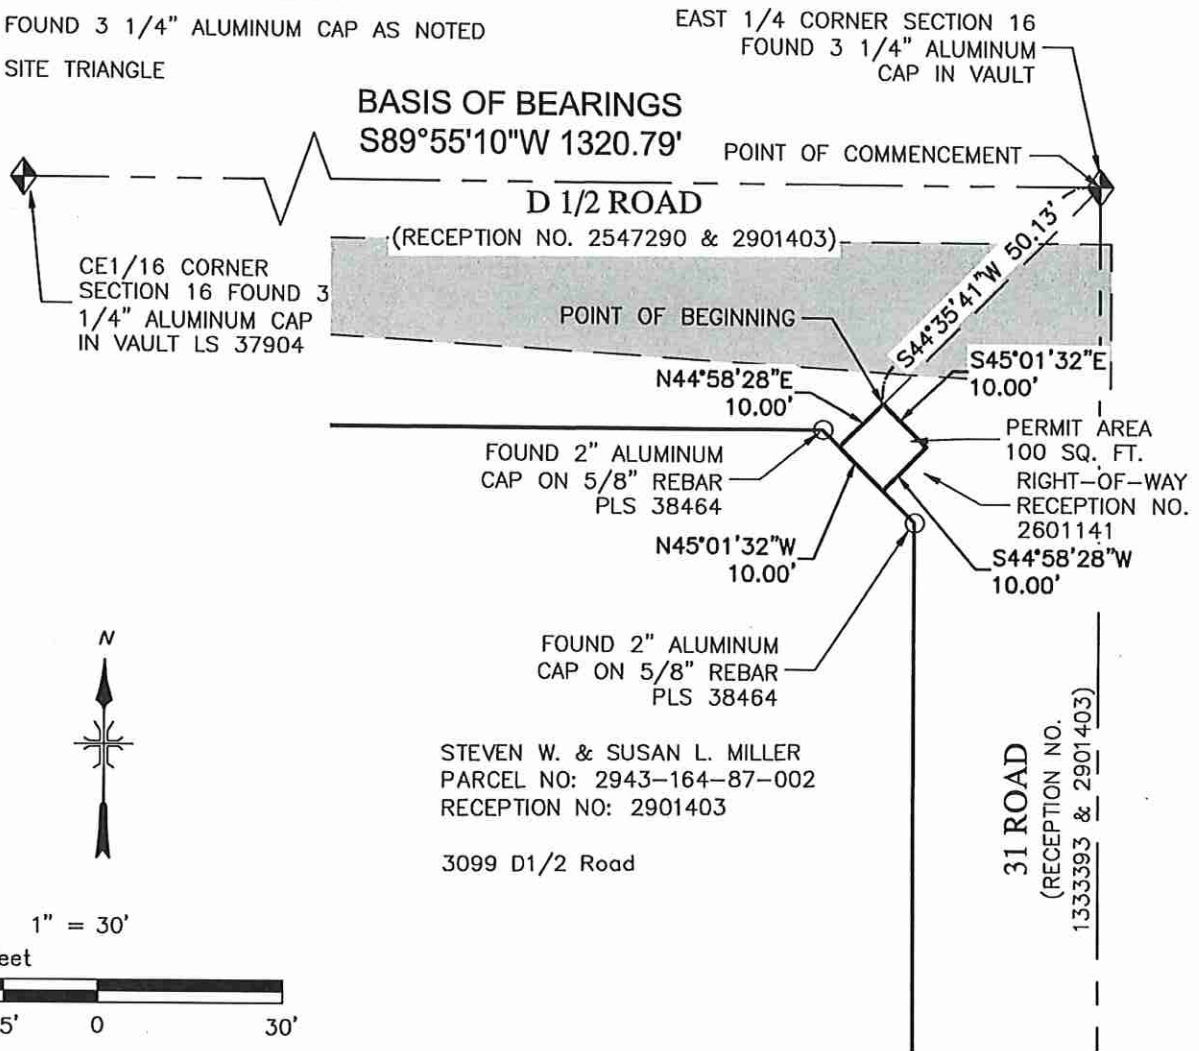 FOUND 3 1/4" ALUMINUM CAP AS NOTED
SITE TRIANGLE
EAST 1/4 CORNER SECTION 16
FOUND 3 1/4" ALUMINUM
CAP IN VAULT
BASIS OF BEARINGS
S89°55'10"W 1320.79'
POINT OF COMMENCEMENT
D 1/2 ROAD
(RECEPTION NO. 2547290 & 2901403)
S44°35'41"W 50.13'
CE1/16 CORNER
SECTION 16 FOUND 3
1/4" ALUMINUM CAP
IN VAULT LS 37904
POINT OF BEGINNING
S45°01'32"E
10.00'
N44°58'28"E
10.00'
PERMIT AREA
100 SQ. FT.
RIGHT-OF-WAY
RECEPTION NO.
2601141
FOUND 2" ALUMINUM
CAP ON 5/8" REBAR
PLS 38464
N45°01'32"W
10.00'
S44°58'28"W
10.00'
FOUND 2" ALUMINUM
CAP ON 5/8" REBAR
PLS 38464
N
STEVEN W. & SUSAN L. MILLER
PARCEL NO: 2943-164-87-002
RECEPTION NO: 2901403
3099 D1/2 Road
31 ROAD
(RECEPTION NO.
1333393 & 2901403)
1" = 30'
eet
5' 0 30'